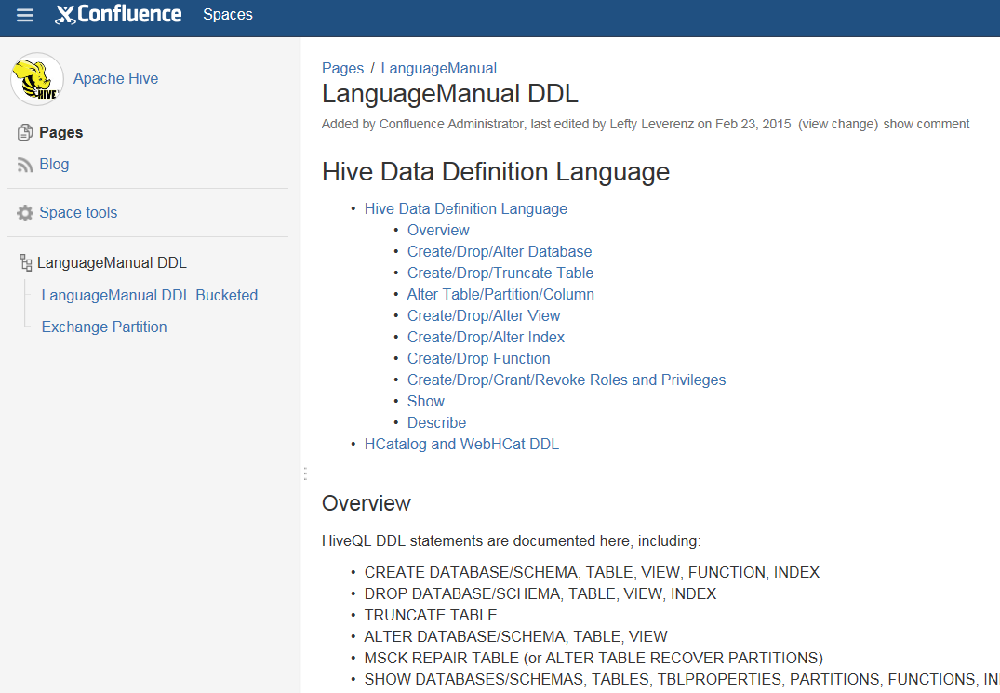 Confluence Spaces
HIVE
Apache Hive
Pages
Blog
Space tools
LanguageManual DDL
LanguageManual DDL Bucketed…
Exchange Partition
Pages / LanguageManual
LanguageManual DDL
Added by Confluence Administrator, last edited by Lefty Leverenz on Feb 23, 2015 (view change) show comment
Hive Data Definition Language
• Hive Data Definition Language
• Overview
• Create/Drop/Alter Database
• Create/Drop/Truncate Table
• Alter Table/Partition/Column
• Create/Drop/Alter View
• Create/Drop/Alter Index
• Create/Drop Function
• Create/Drop/Grant/Revoke Roles and Privileges
• Show
• Describe
• HCatalog and WebHCat DDL
Overview
HiveQL DDL statements are documented here, including:
• CREATE DATABASE/SCHEMA, TABLE, VIEW, FUNCTION, INDEX
• DROP DATABASE/SCHEMA, TABLE, VIEW, INDEX
• TRUNCATE TABLE
• ALTER DATABASE/SCHEMA, TABLE, VIEW
• MSCK REPAIR TABLE (or ALTER TABLE RECOVER PARTITIONS)
• SHOW DATABASES/SCHEMAS, TABLES, TBLPROPERTIES, PARTITIONS, FUNCTIONS,